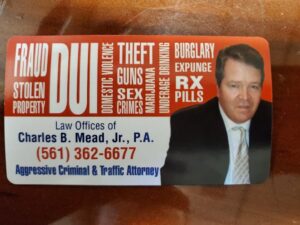 FRAUD
STOLEN
PROPERTY
DUI
DOMESTIC VIOLENCE
THEFT
GUNS
SEX
CRIMES
MARIJUANA
UNDERAGE DRINKING
BURGLARY
EXPUNGE
RX
PILLS
Law Offices of
Charles B. Mead, Jr., P.A.
(561) 362-6677
Aggressive Criminal & Traffic Attorney